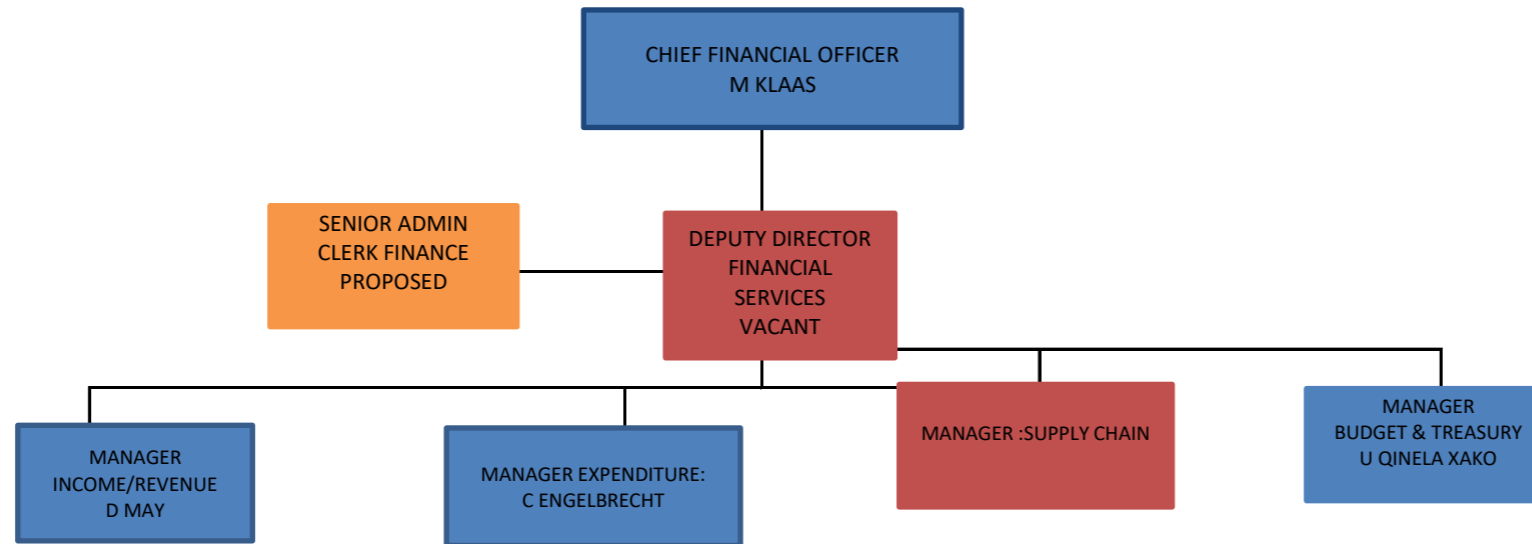 CHIEF FINANCIAL OFFICER
M KLAAS
SENIOR ADMIN
CLERK FINANCE
PROPOSED
DEPUTY DIRECTOR
FINANCIAL
SERVICES
VACANT
MANAGER
INCOME/REVENUE
D MAY
MANAGER EXPENDITURE:
C ENGELBRECHT
MANAGER :SUPPLY CHAIN
MANAGER
BUDGET & TREASURY
U QINELA XAKO